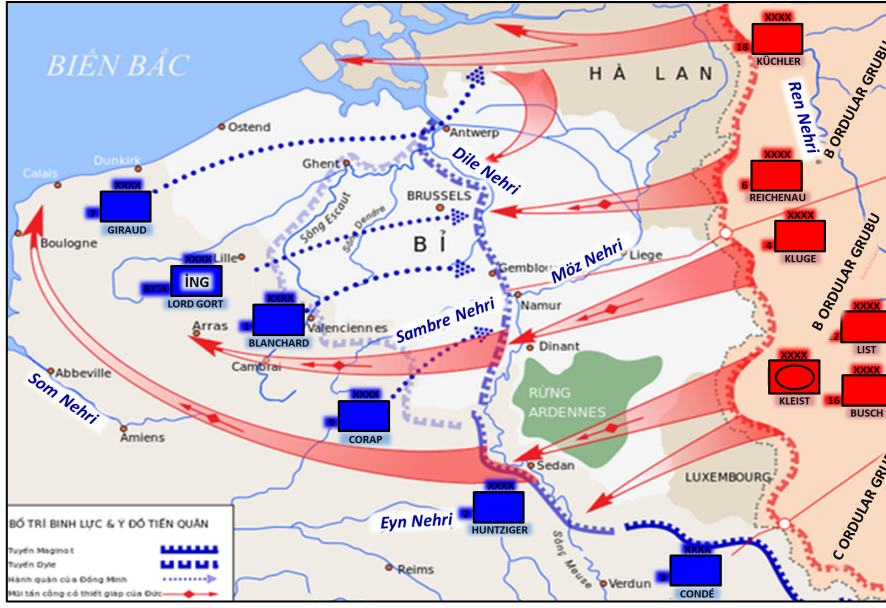 XXXX
18
KÜCHLER
HÀ LAN
BIỂN BẮC
Ren Nehri
B ORDULAR GRUBU
Ostend
Antwerp
Dunkirk
Calais
Ghent
Dile Nehri
XXXX
7
GIRAUD
BRUSSELS
XXXX
6
REICHENAU
Sông Escaut
Sông Dendre
Boulogne
BỈ
XXXX
4
KLUGE
Lille
XXXX
İNG
LORD GORT
Gemblou
Möz Nehri
Liege
B ORDULAR GRUBU
XXXX
1
BLANCHARD
Valenciennes
Sambre Nehri
Namur
Arras
XXXX
2
LIST
Dinant
Cambrai
Abbeville
Som Nehri
XXXX
KLEIST
XXXX
16
BUSCH
RỪNG
ARDENNES
XXXX
9
CORAP
Amiens
Sedan
LUXEMBOURG
C ORDULAR GRU
XXXX
2
HUNTZIGER
Eyn Nehri
BỐ TRÍ BINH LỰC & Ý ĐỒ TIẾN QUÂN
Tuyến Maginot
Tuyến Dyle
Hành quân của Đồng Minh
Mũi tấn công có thiết giáp của Đức
Sông Meuse
Reims
Verdun
XXXX
3
CONDÉ